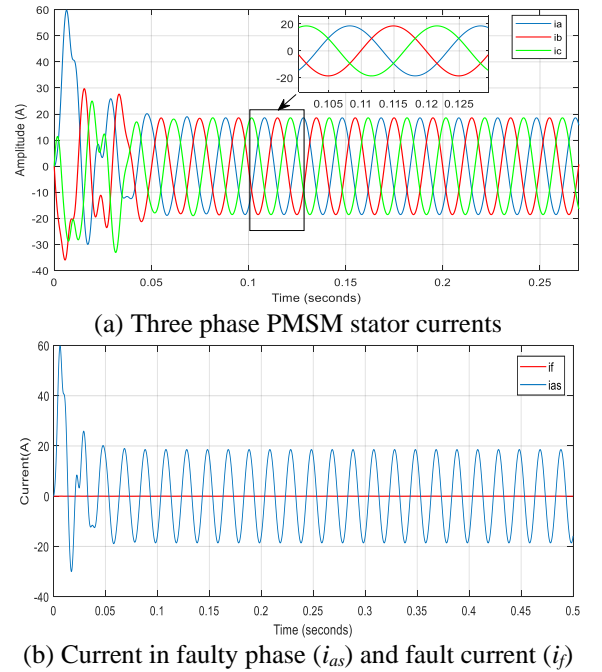 60
50
40
30
20
10
0
-10
-20
-30
-40
Amplitude (A)
20
0
-20
0.105 0.11 0.115 0.12 0.125
ia
ib
ic
0 0.05 0.1 0.15 0.2 0.25
Time (seconds)
(a) Three phase PMSM stator currents
60
40
20
0
-20
-40
Current(A)
if
ias
0 0.05 0.1 0.15 0.2 0.25 0.3 0.35 0.4 0.45 0.5
Time (seconds)
(b) Current in faulty phase (ias) and fault current (if)